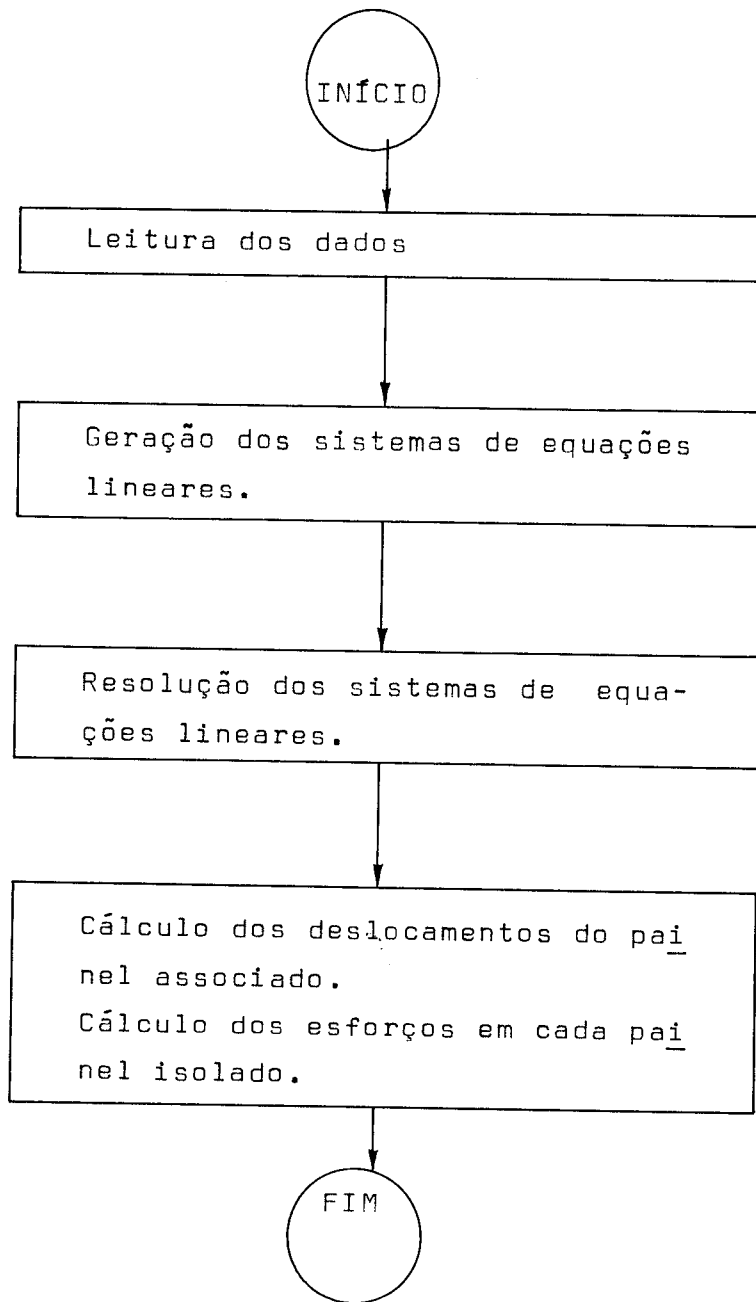 INÍCIO
Leitura dos dados
Geração dos sistemas de equações
lineares.
Resolução dos sistemas de equa-
ções lineares.
Cálculo dos deslocamentos do pai
nel associado.
Cálculo dos esforços em cada pai
nel isolado.
FIM